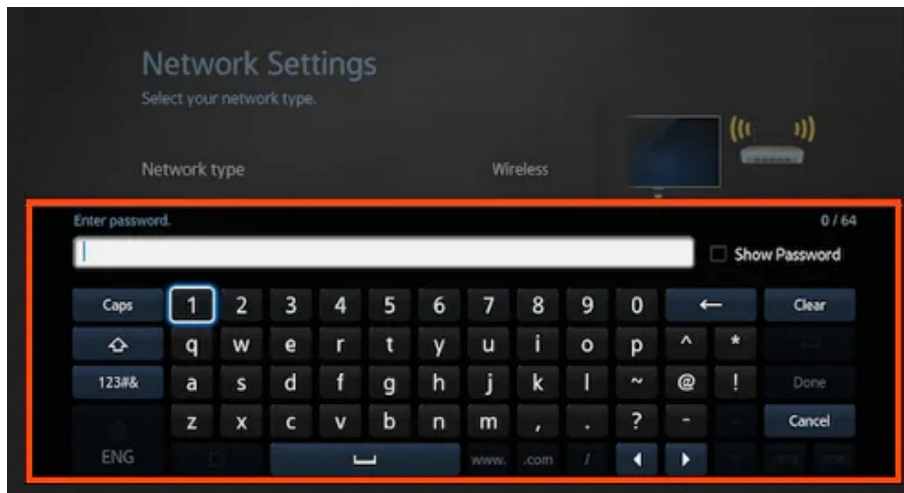 Network Settings
Select your network type.
Network type Wireless
Enter password. 0 / 64
Show Password
Caps 1 2 3 4 5 6 7 8 9 0 ← Clear
q w e r t y u i o p ^ *
123#& a s d f g h j k l ~ @ ! Done
z x c v b n m , . ? - Cancel
ENG www. .com /